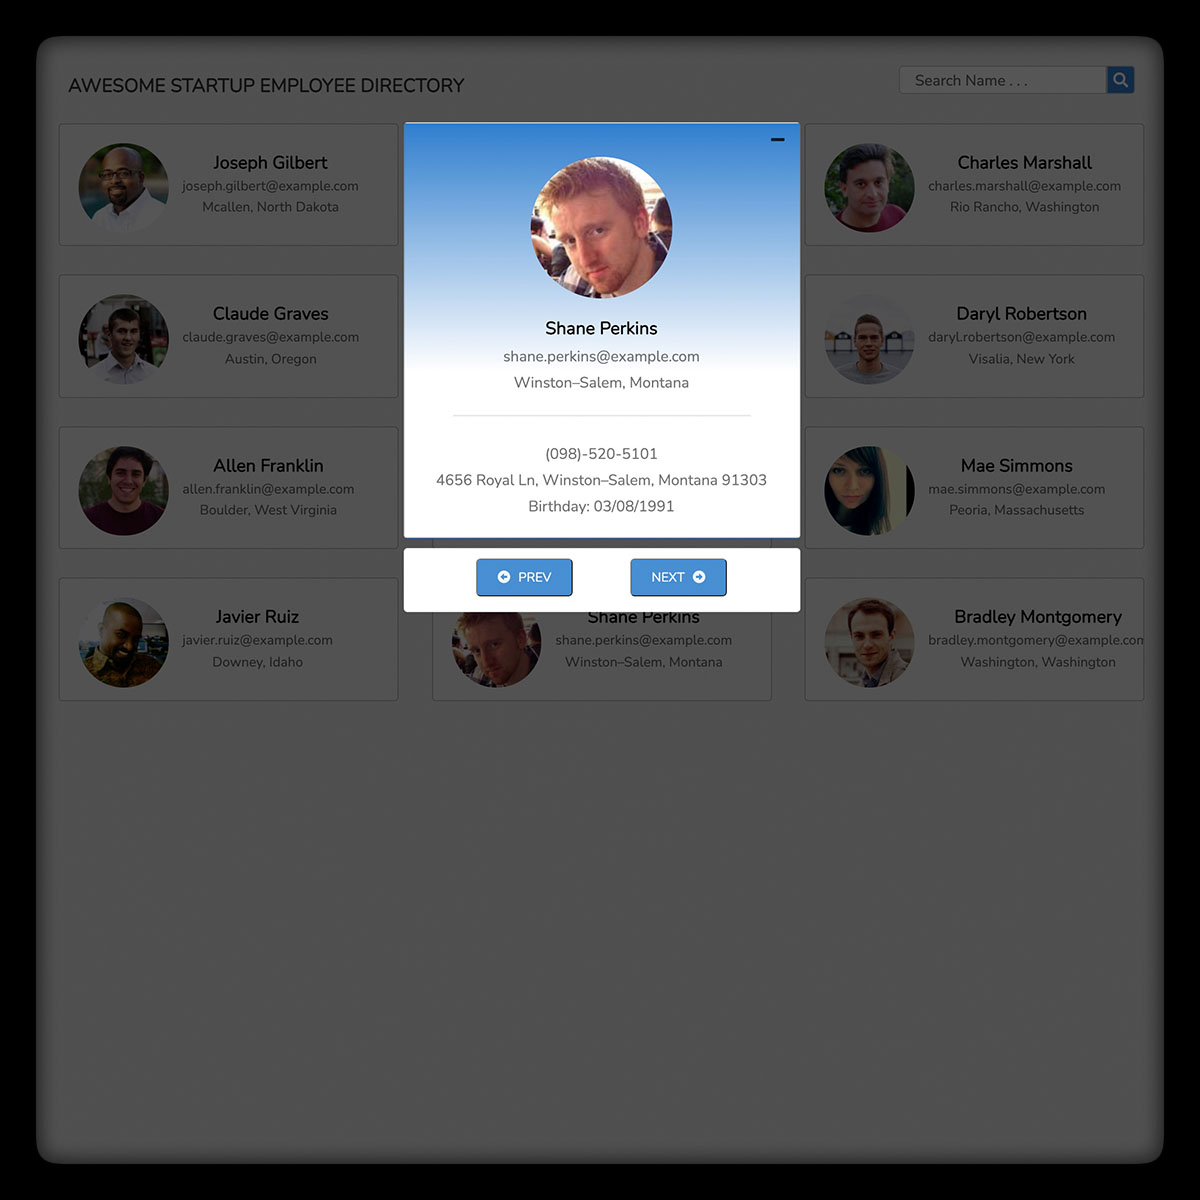 AWESOME STARTUP EMPLOYEE DIRECTORY
Search Name . . .
Joseph Gilbert
joseph.gilbert@example.com
Mcallen, North Dakota
Charles Marshall
charles.marshall@example.com
Rio Rancho, Washington
Claude Graves
claude.graves@example.com
Austin, Oregon
Daryl Robertson
daryl.robertson@example.com
Visalia, New York
Allen Franklin
allen.franklin@example.com
Boulder, West Virginia
Mae Simmons
mae.simmons@example.com
Peoria, Massachusetts
Javier Ruiz
javier.ruiz@example.com
Downey, Idaho
Shane Perkins
shane.perkins@example.com
Winston–Salem, Montana
Bradley Montgomery
bradley.montgomery@example.com
Washington, Washington
Shane Perkins
shane.perkins@example.com
Winston–Salem, Montana
(098)-520-5101
4656 Royal Ln, Winston–Salem, Montana 91303
Birthday: 03/08/1991
PREV
NEXT